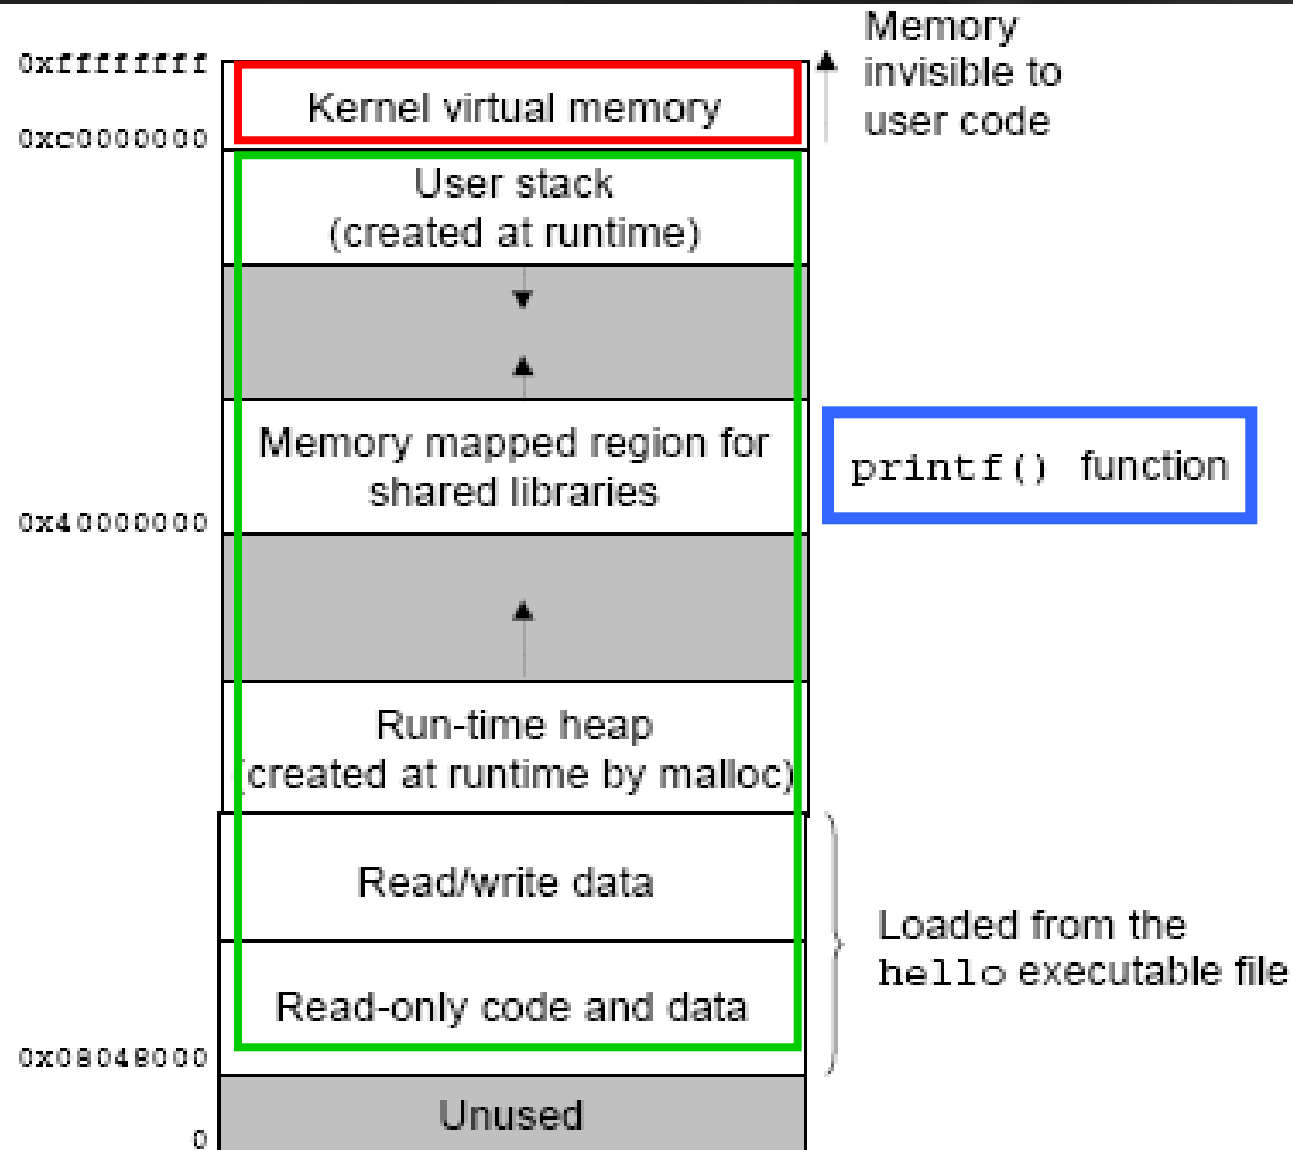 0xffffffff
Kernel virtual memory
0xc0000000
Memory
invisible to
user code
User stack
(created at runtime)
Memory mapped region for
shared libraries
0x40000000
printf() function
Run-time heap
(created at runtime by malloc)
Read/write data
Read-only code and data
0x08048000
Loaded from the
hello executable file
Unused
0